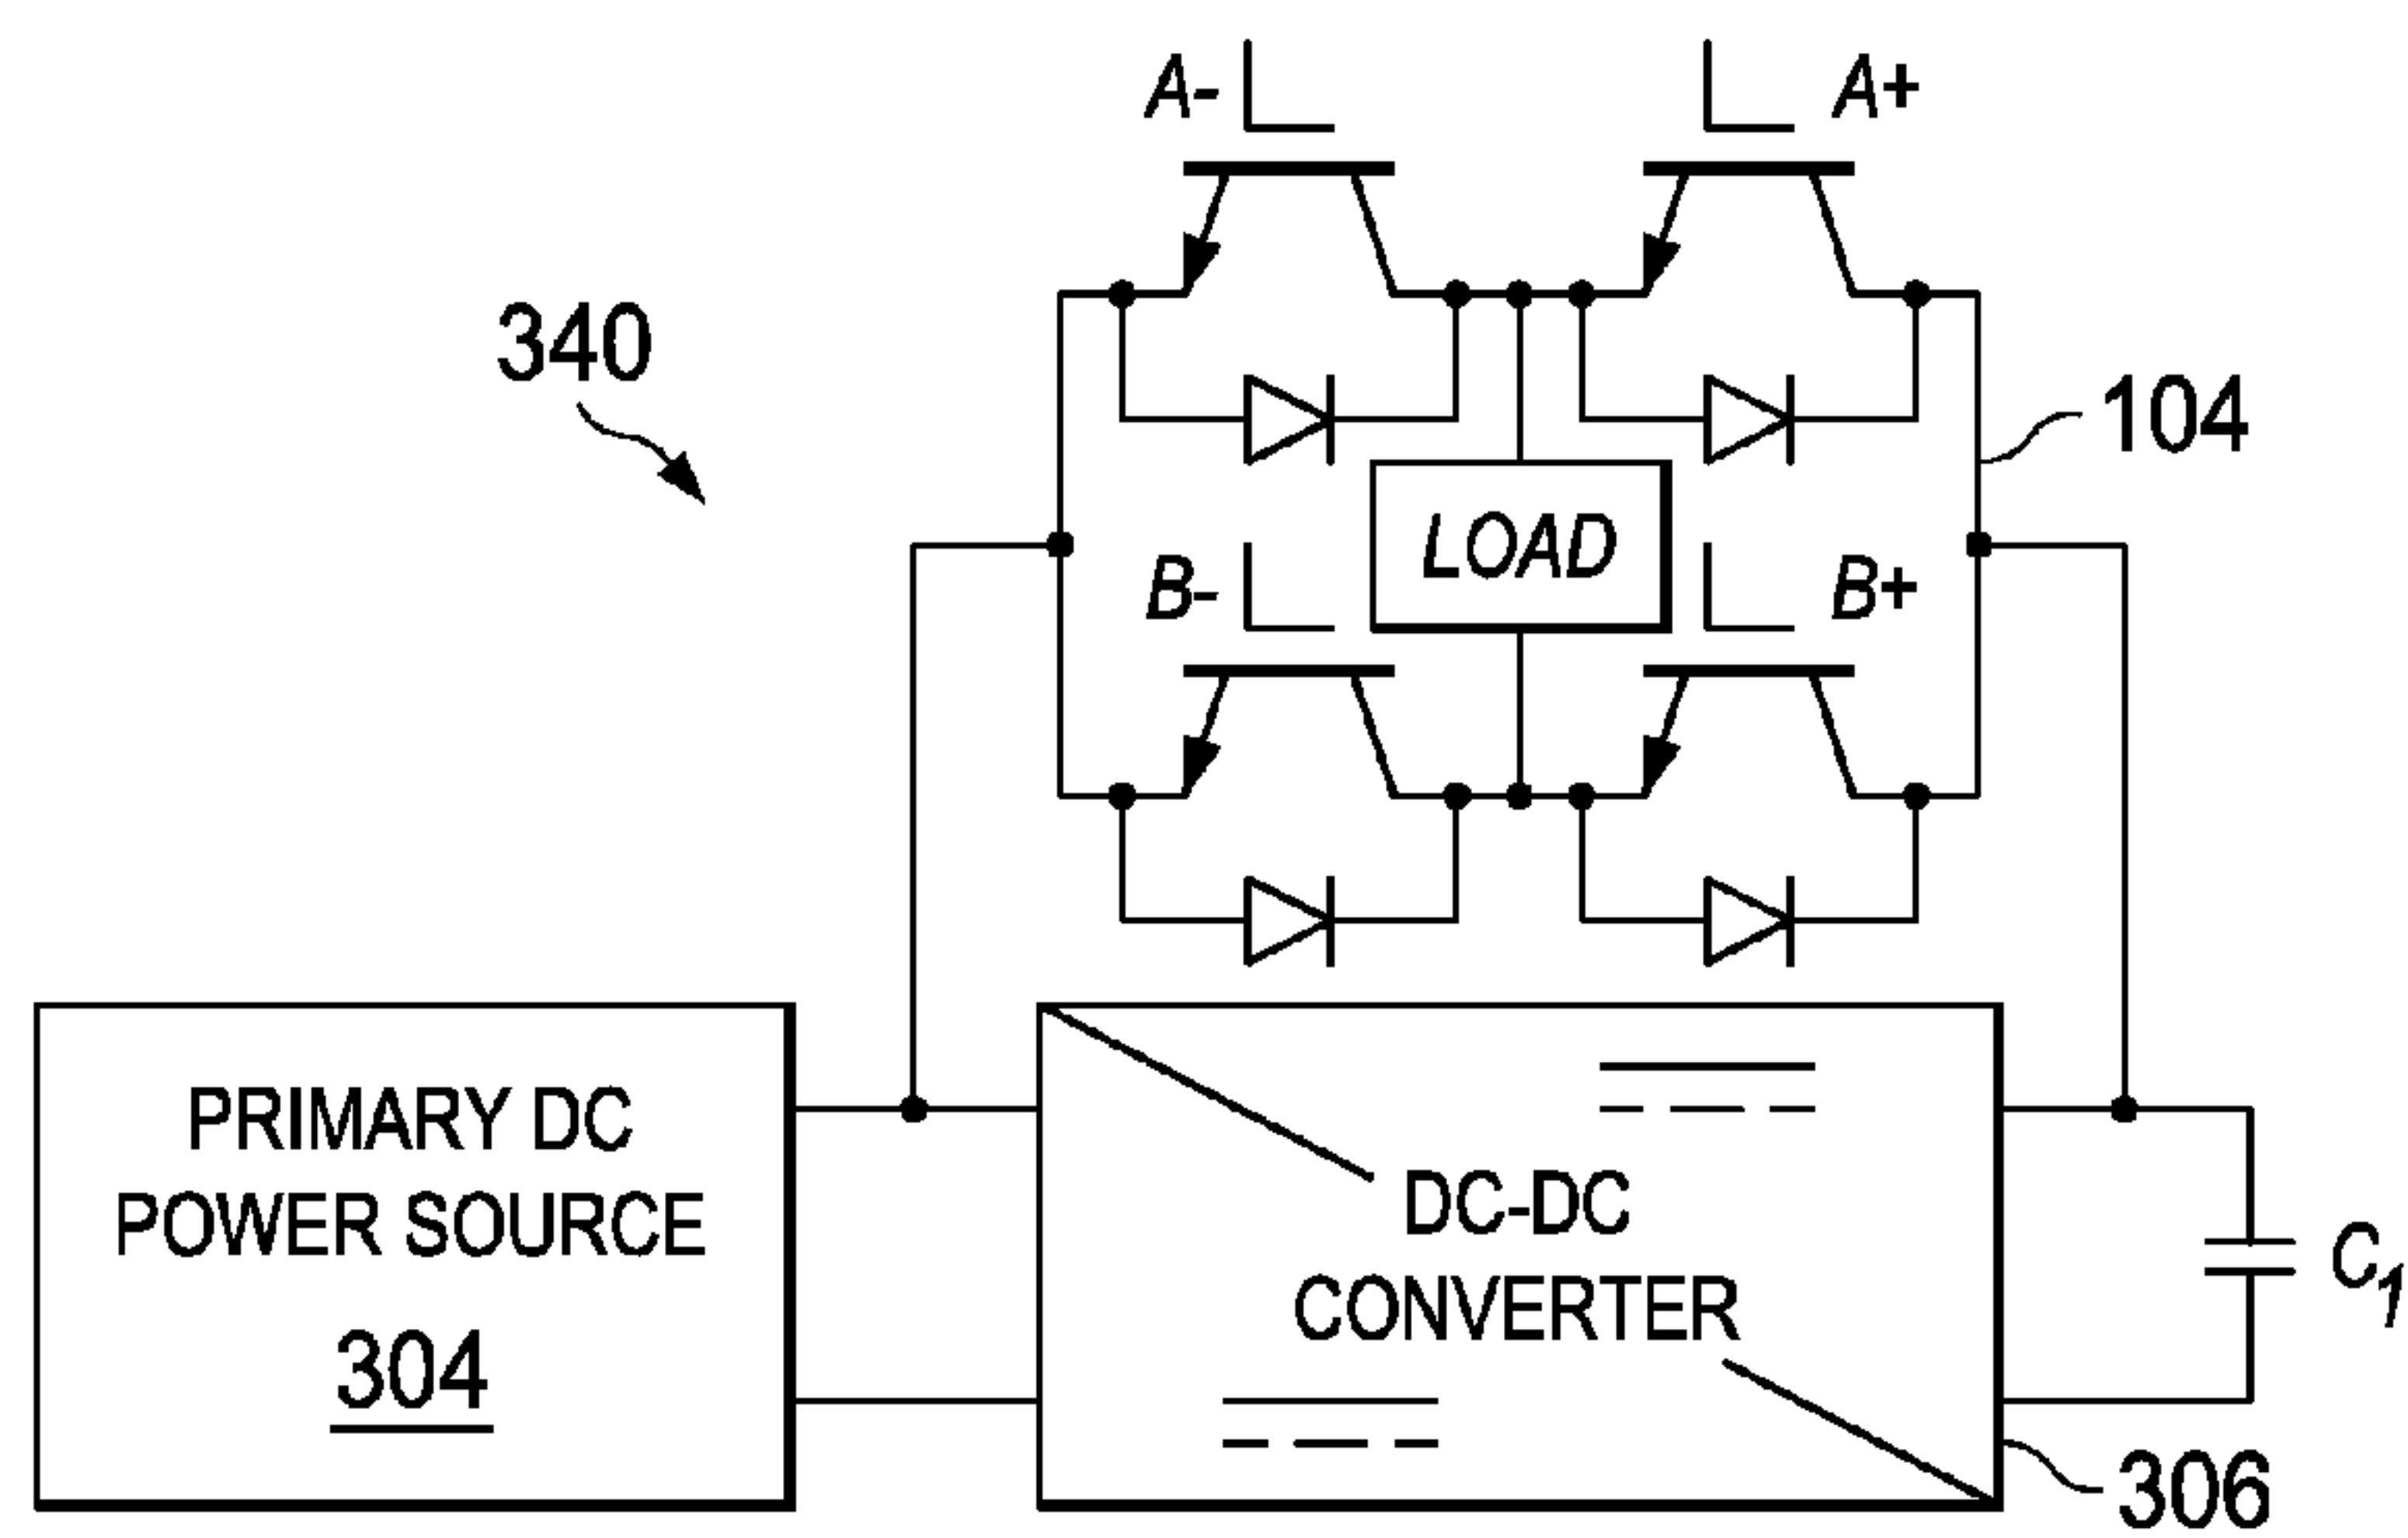 A-
A+
340
104
LOAD
B-
B+
PRIMARY DC
POWER SOURCE
304
DC-DC
CONVERTER
C1
306